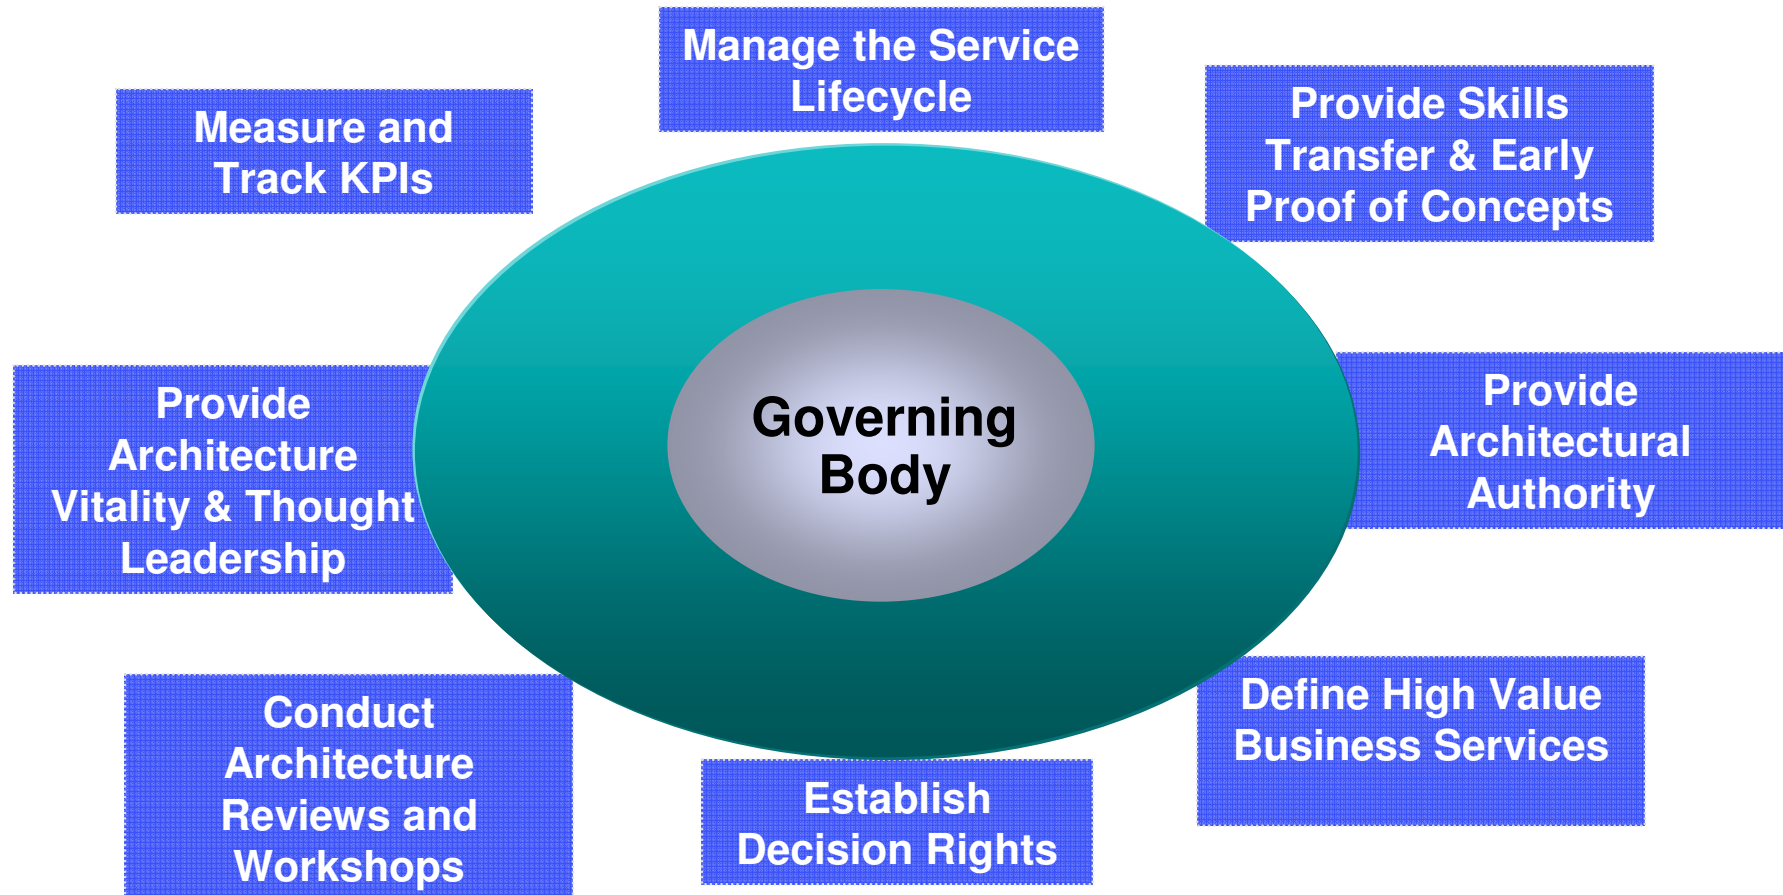 Manage the Service
Lifecycle
Measure and
Track KPIs
Provide Skills
Transfer & Early
Proof of Concepts
Provide
Architecture
Vitality & Thought
Leadership
Governing
Body
Provide
Architectural
Authority
Conduct
Architecture
Reviews and
Workshops
Establish
Decision Rights
Define High Value
Business Services